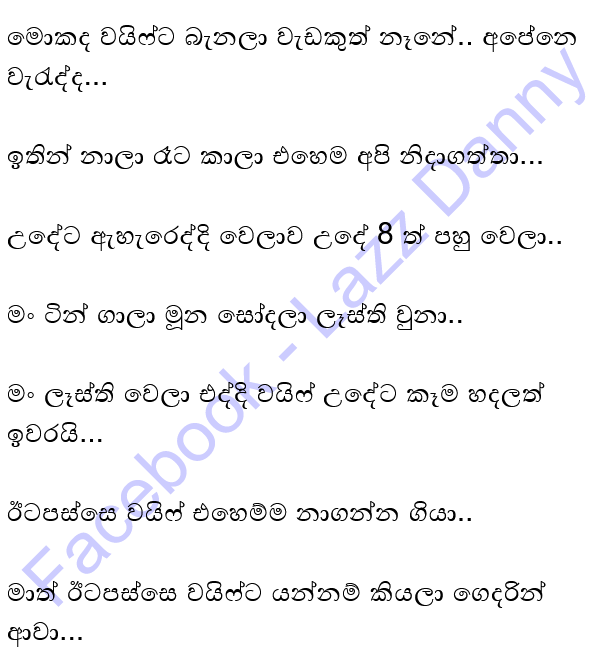 මොකද වයිෆ්ට බැනලා වැඩකුත් නෑනේ.. අපේනෙ
වැරැද්ද...
ඉතින් නාලා රෑට කාලා එහෙම අපි නිදාගත්තා...
උදේට ඇහැරෙද්දි වෙලාව උදේ 8 ත් පහු වෙලා..
මං ටින් ගාලා මූන සෝදලා ලෑස්ති වුනා..
මං ලෑස්ති වෙලා එද්දි වයිෆ් උදේට කෑම හදලත්
ඉවරයි...
ඊටපස්සෙ වයිෆ් එහෙම්ම නාගන්න ගියා..
මාත් ඊටපස්සෙ වයිෆ්ට යන්නම් කියලා ගෙදරින්
ආවා...
Facebook - Lazz Danny